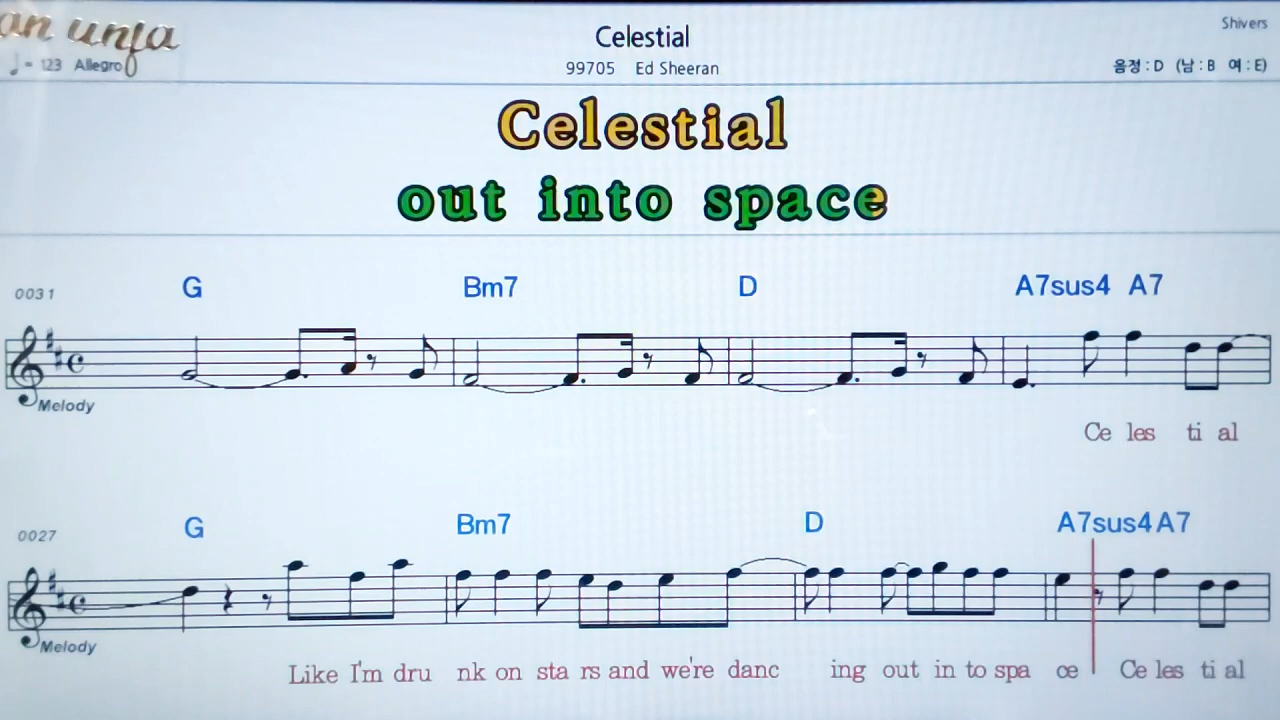 Celestial
Shivers
♩= 123 Allegro
99705 Ed Sheeran
음정 : D (남 : B 여 : E)
Celestial
out into space
0031
G Bm7 D A7sus4 A7
Melody
Ce les ti al
0027
G Bm7 D A7sus4 A7
Melody
Like I'm dru nk on sta rs and we're danc ing out in to spa ce Ce les ti al